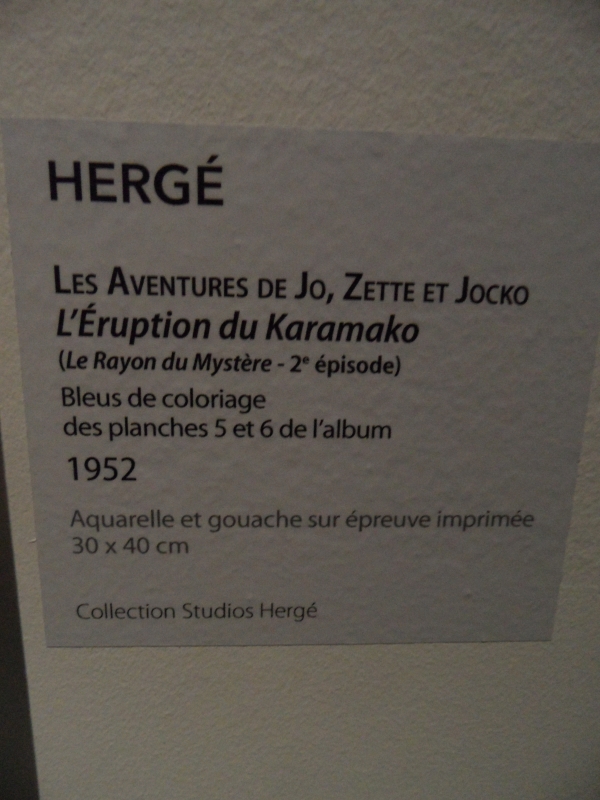 HERGÉ
LES AVENTURES DE JO, ZETTE ET JOCKO
L'Éruption du Karamako
(Le Rayon du Mystère - 2e épisode)
Bleus de coloriage
des planches 5 et 6 de l'album
1952
Aquarelle et gouache sur épreuve imprimée
30 x 40 cm
Collection Studios Hergé